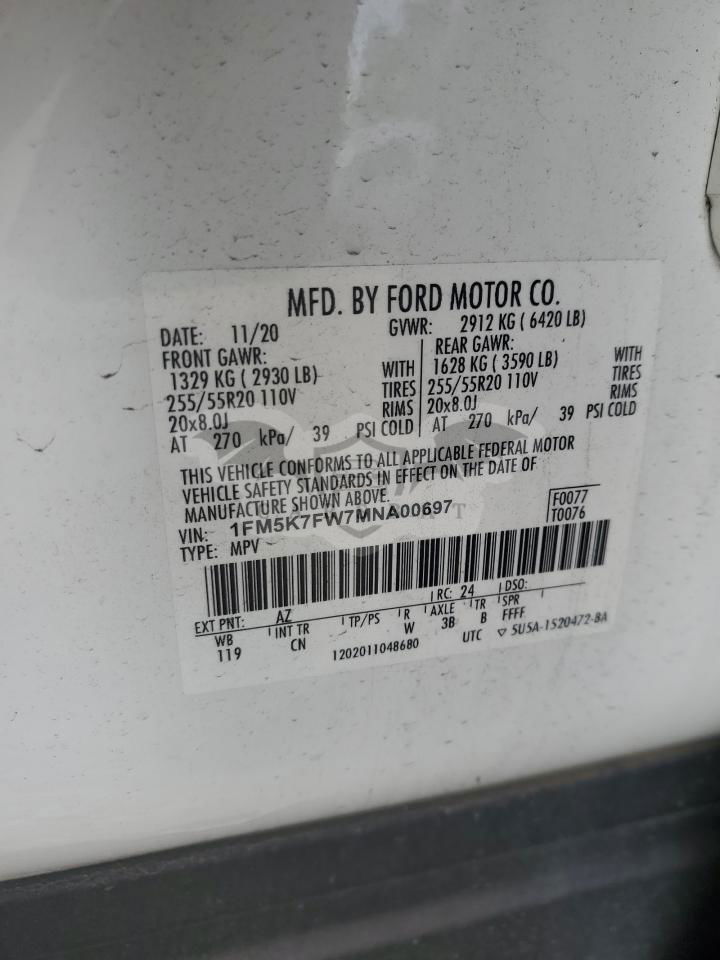 MFD. BY FORD MOTOR CO.
DATE: 11/20 GVWR: 2912 KG ( 6420 LB)
FRONT GAWR: REAR GAWR:
1329 KG ( 2930 LB) WITH 1628 KG ( 3590 LB) WITH
255/55R20 110V TIRES 255/55R20 110V TIRES
20x8.0J RIMS 20x8.0J RIMS
AT 270 kPa/ 39 PSI COLD AT 270 kPa/ 39 PSI COLD
THIS VEHICLE CONFORMS TO ALL APPLICABLE FEDERAL MOTOR
VEHICLE SAFETY STANDARDS IN EFFECT ON THE DATE OF
MANUFACTURE SHOWN ABOVE.
VIN: 1FM5K7FW7MNA00697 F0077
TYPE: MPV T0076
EXT PNT: AZ RC: 24 DSO:
WB INT TR TP/PS R AXLE TR SPR
119 CN W 3B B FFFF
1202011048680 UTC ▽ 5U5A-1520472-BA